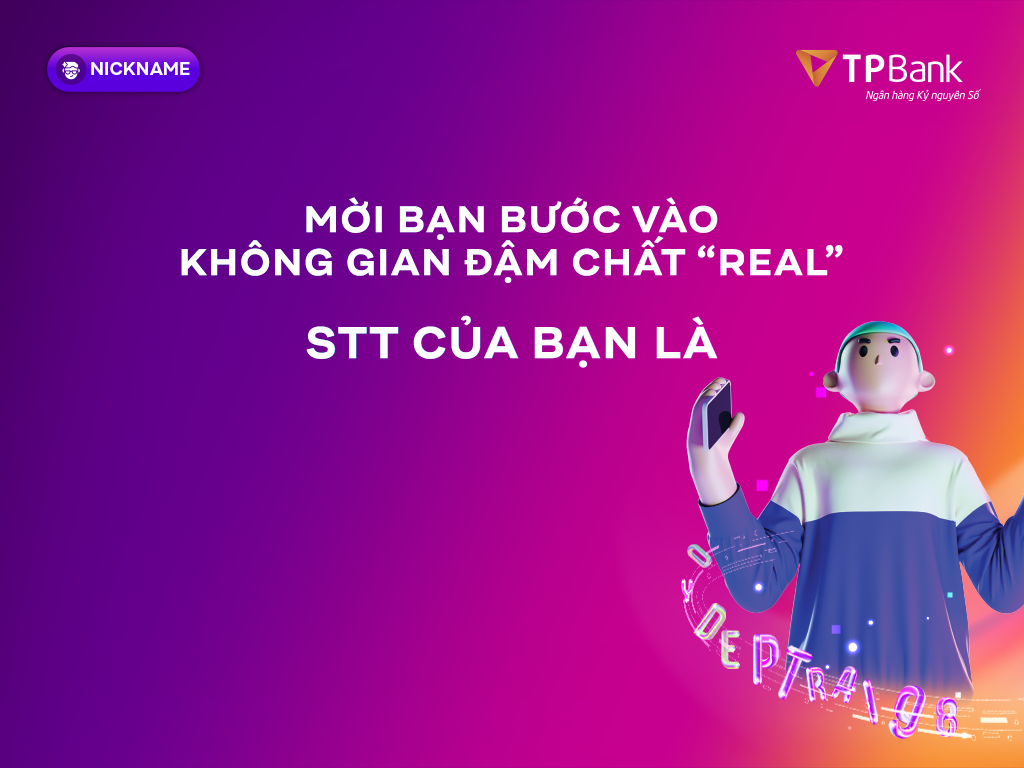 NICKNAME
TPBank
Ngân hàng Kỷ nguyên Số
MỜI BẠN BƯỚC VÀO
KHÔNG GIAN ĐẬM CHẤT “REAL”
STT CỦA BẠN LÀ
DEPTRAI08